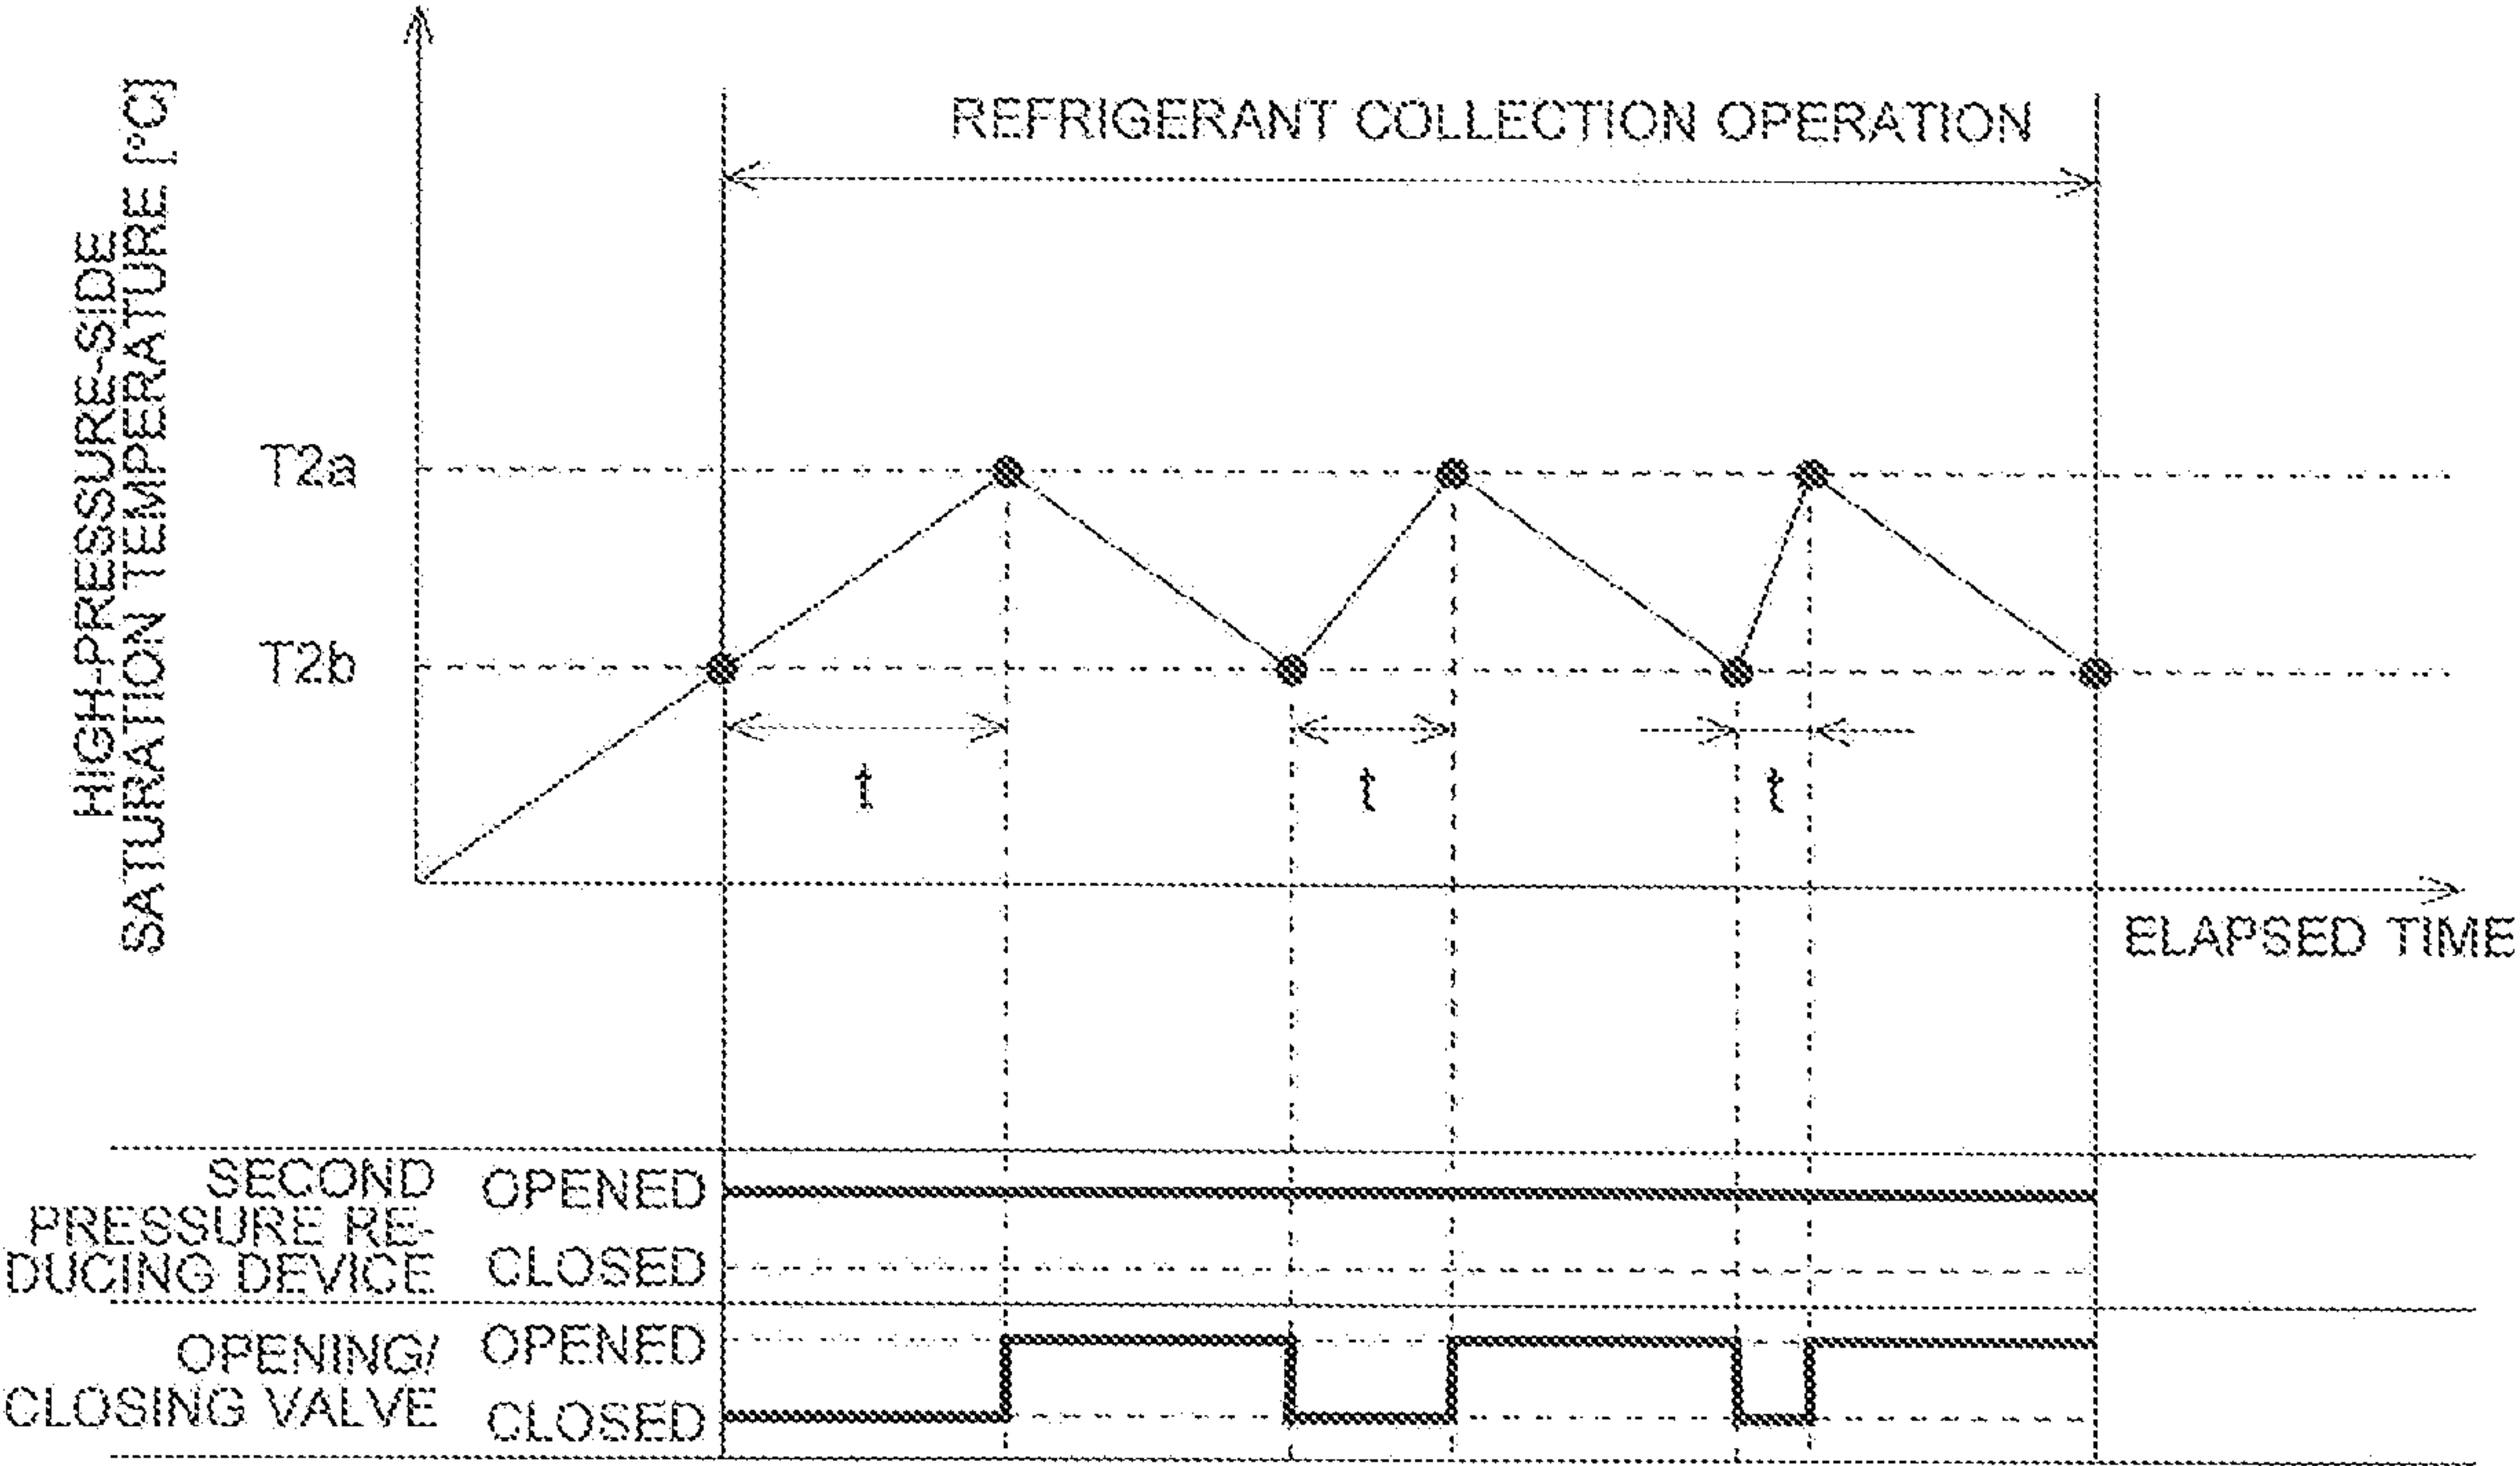 HIGH-PRESSURE-SIDE
SATURATION TEMPERATURE [°C]
REFRIGERANT COLLECTION OPERATION
T2a
T2b
t
t
t
ELAPSED TIME
SECOND
PRESSURE RE-
DUCING DEVICE
OPENED
CLOSED
OPENING/
CLOSING VALVE
OPENED
CLOSED